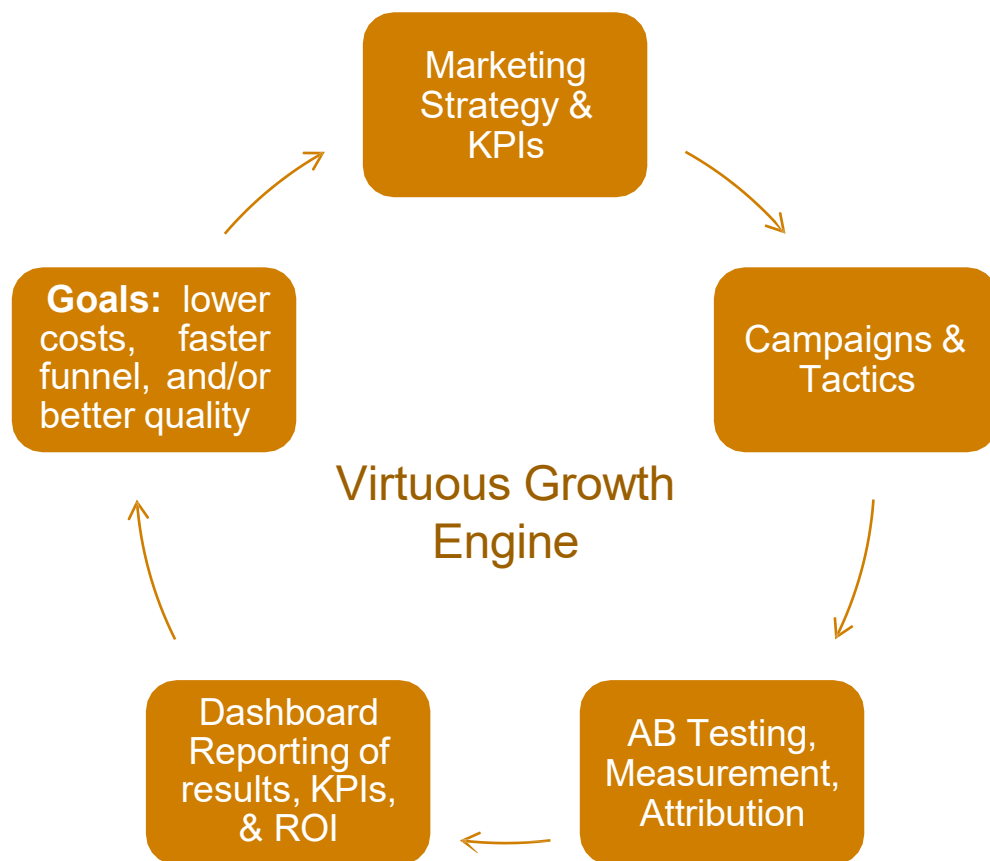 Marketing
Strategy &
KPIs
Campaigns &
Tactics
AB Testing,
Measurement,
Attribution
Dashboard
Reporting of
results, KPIs,
& ROI
Goals: lower
costs, faster
funnel, and/or
better quality
Virtuous Growth
Engine